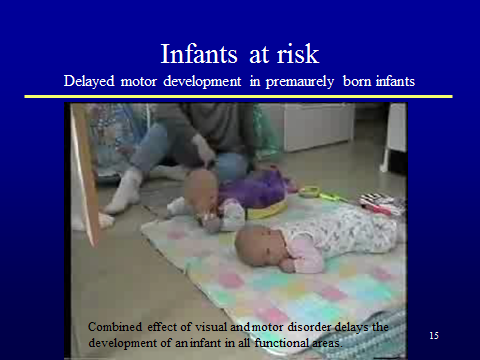 Infants at risk
Delayed motor development in premaurely born infants
Combined effect of visual and motor disorder delays the
development of an infant in all functional areas.
15